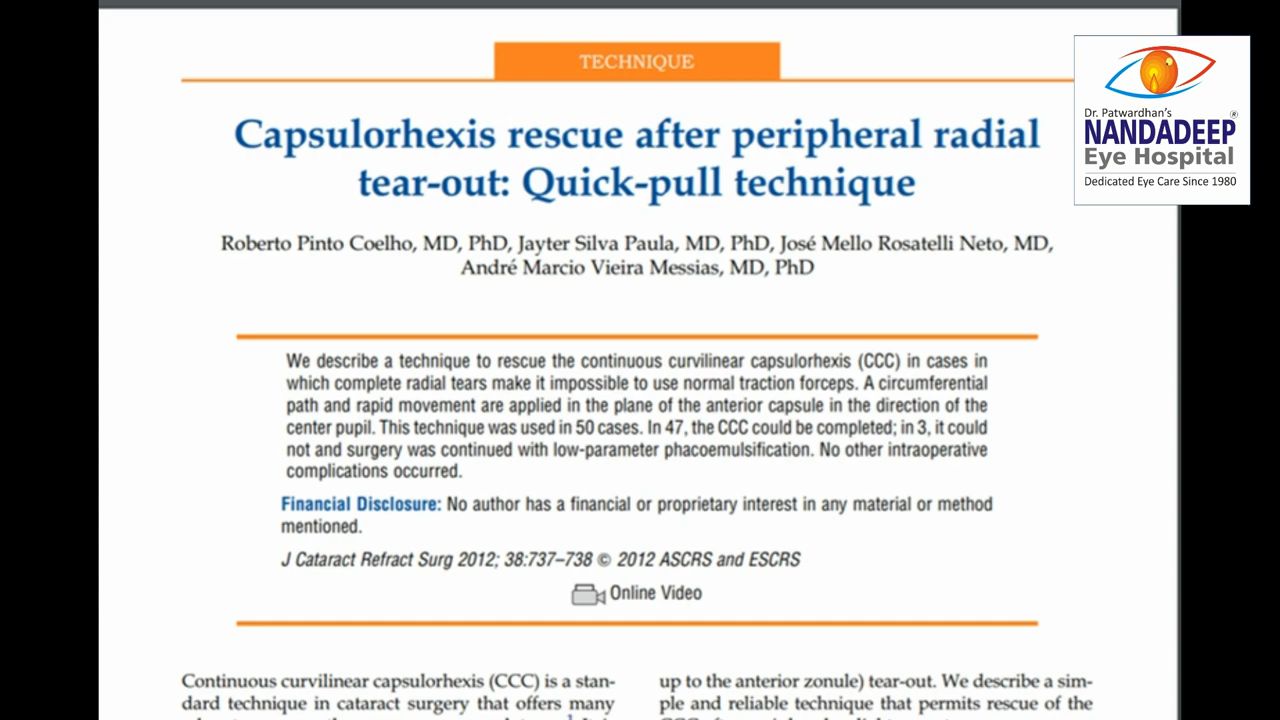 TECHNIQUE
Capsulorhexis rescue after peripheral radial
tear-out: Quick-pull technique
Roberto Pinto Coelho, MD, PhD, Jayter Silva Paula, MD, PhD, José Mello Rosatelli Neto, MD,
André Marcio Vieira Messias, MD, PhD
Dr. Patwardhan's
NANDADEEP®
Eye Hospital
Dedicated Eye Care Since 1980
We describe a technique to rescue the continuous curvilinear capsulorhexis (CCC) in cases in
which complete radial tears make it impossible to use normal traction forceps. A circumferential
path and rapid movement are applied in the plane of the anterior capsule in the direction of the
center pupil. This technique was used in 50 cases. In 47, the CCC could be completed; in 3, it could
not and surgery was continued with low-parameter phacoemulsification. No other intraoperative
complications occurred.
Financial Disclosure: No author has a financial or proprietary interest in any material or method
mentioned.
J Cataract Refract Surg 2012; 38:737–738 © 2012 ASCRS and ESCRS
Online Video
Continuous curvilinear capsulorhexis (CCC) is a stan-
dard technique in cataract surgery that offers many
up to the anterior zonule) tear-out. We describe a sim-
ple and reliable technique that permits rescue of the